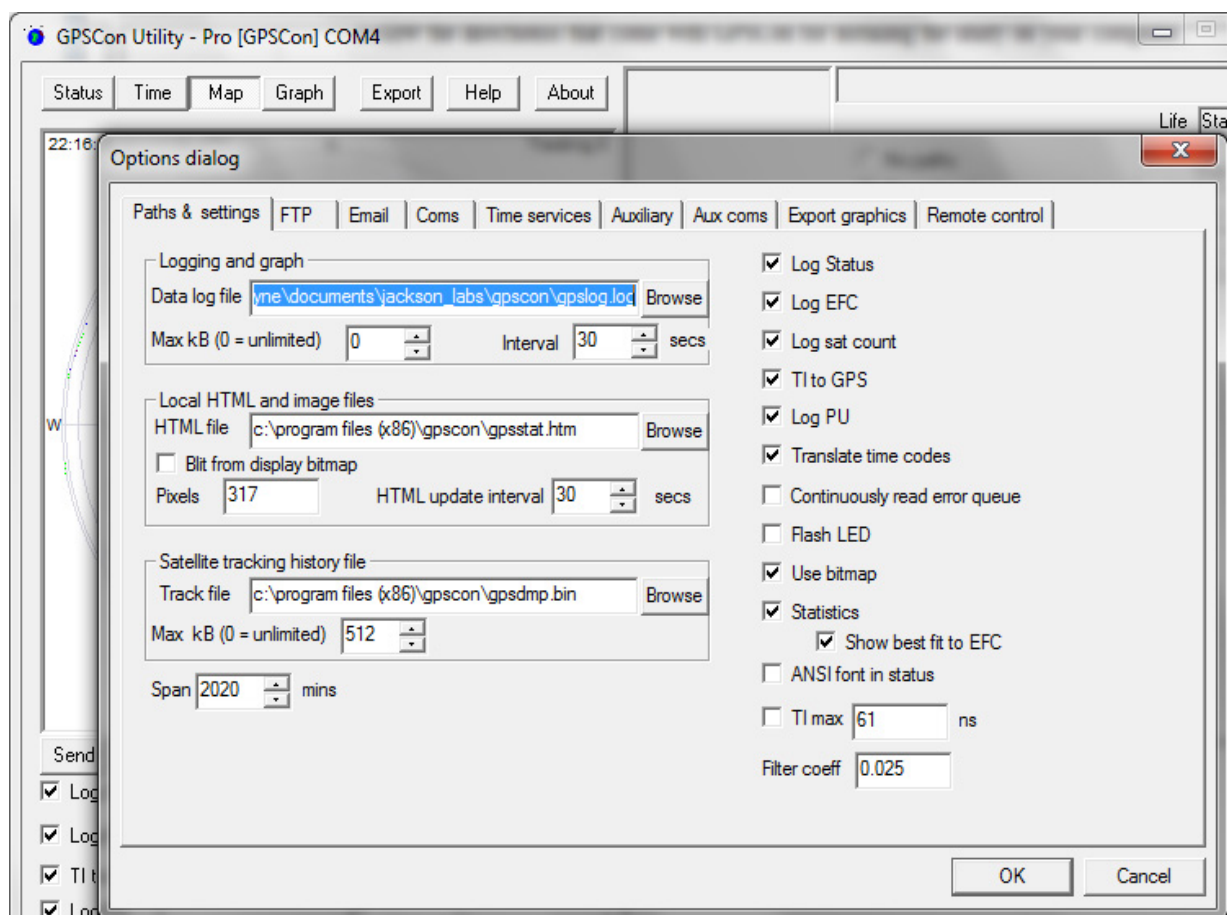 GPSCon Utility - Pro [GPSCon] COM4
Status Time Map Graph Export Help About
Life Sta
22:16:
Options dialog
Paths & settings FTP Email Coms Time services Auxiliary Aux coms Export graphics Remote control
Logging and graph
Data log file yne\documents\jackson_labs\gpscon\gpslog.log Browse
Max kB (0 = unlimited) 0 Interval 30 secs
Local HTML and image files
HTML file c:\program files (x86)\gpscon\gpsstat.htm Browse
Blit from display bitmap
Pixels 317 HTML update interval 30 secs
Satellite tracking history file
Track file c:\program files (x86)\gpscon\gpsdmp.bin Browse
Max kB (0 = unlimited) 512
Span 2020 mins
Log Status
Log EFC
Log sat count
TI to GPS
Log PU
Translate time codes
Continuously read error queue
Flash LED
Use bitmap
Statistics
Show best fit to EFC
ANSI font in status
TI max 61 ns
Filter coeff 0.025
OK Cancel
W
Send
Log
Log
TI t
Log